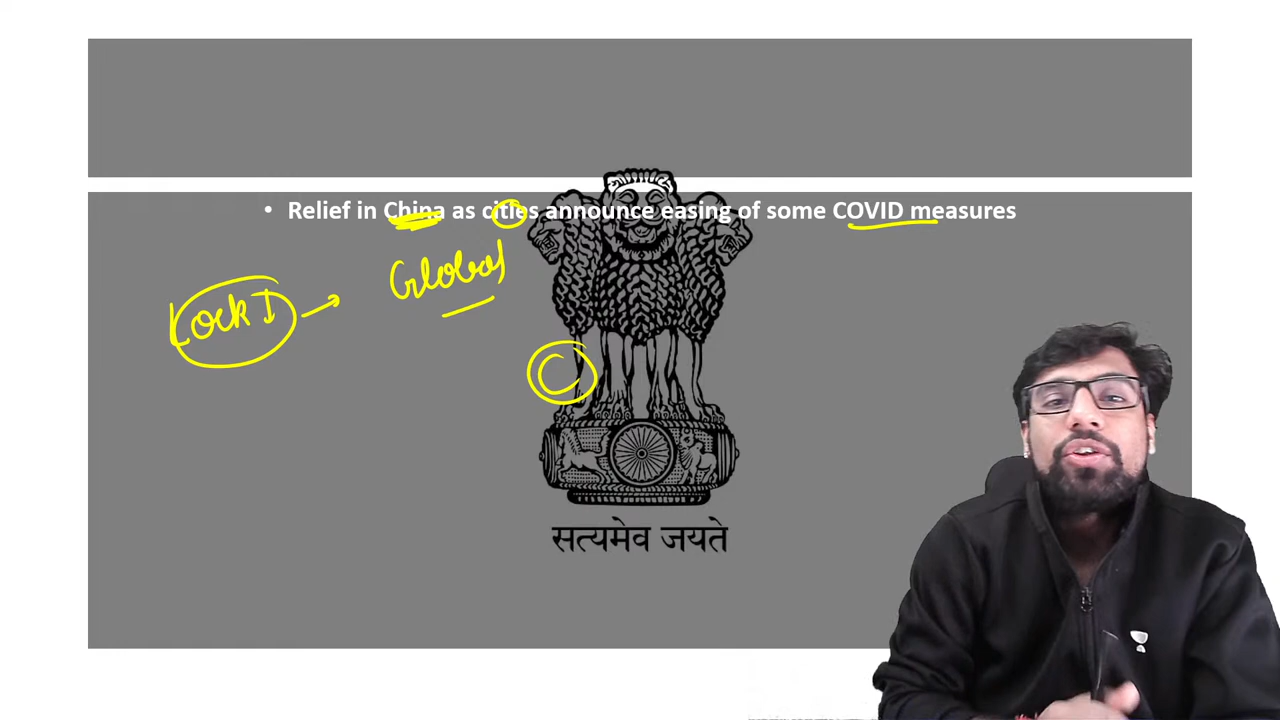 • Relief in China as cities announce easing of some COVID measures
Global
Lock I
C
सत्यमेव जयते